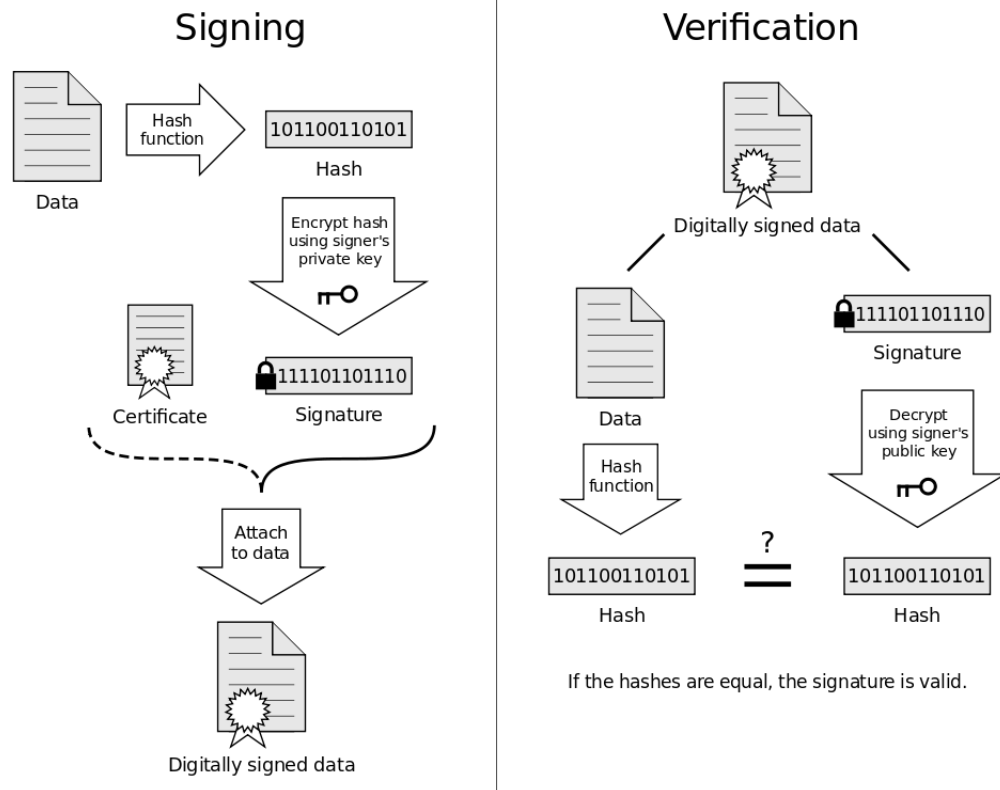 Signing
Hash
function
101100110101
Hash
Data
Encrypt hash
using signer's
private key
111101101110
Certificate
Signature
Attach
to data
Digitally signed data
Verification
Digitally signed data
111101101110
Signature
Data
Decrypt
using signer's
public key
Hash
function
?
101100110101
=
101100110101
Hash
Hash
If the hashes are equal, the signature is valid.